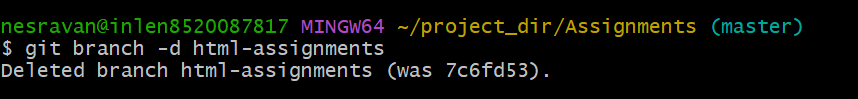 nesravan@inlen8520087817 MINGW64 ~/project_dir/Assignments (master)
$ git branch -d html-assignments
Deleted branch html-assignments (was 7c6fd53).